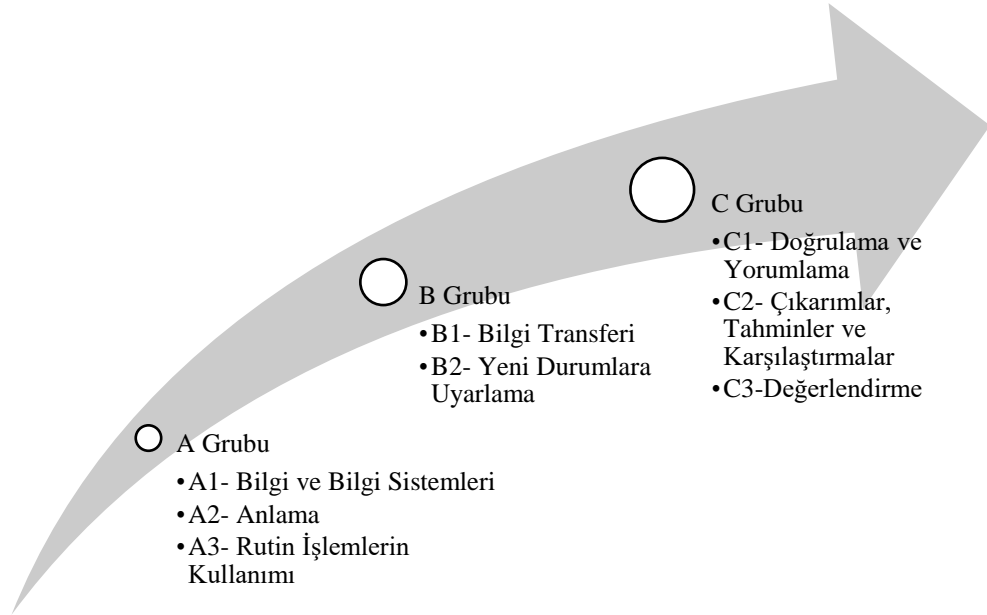 A Grubu
•A1- Bilgi ve Bilgi Sistemleri
•A2- Anlama
•A3- Rutin İşlemlerin
Kullanımı
B Grubu
•B1- Bilgi Transferi
•B2- Yeni Durumlara
Uyarlama
C Grubu
•C1- Doğrulama ve
Yorumlama
•C2- Çıkarımlar,
Tahminler ve
Karşılaştırmalar
•C3-Değerlendirme